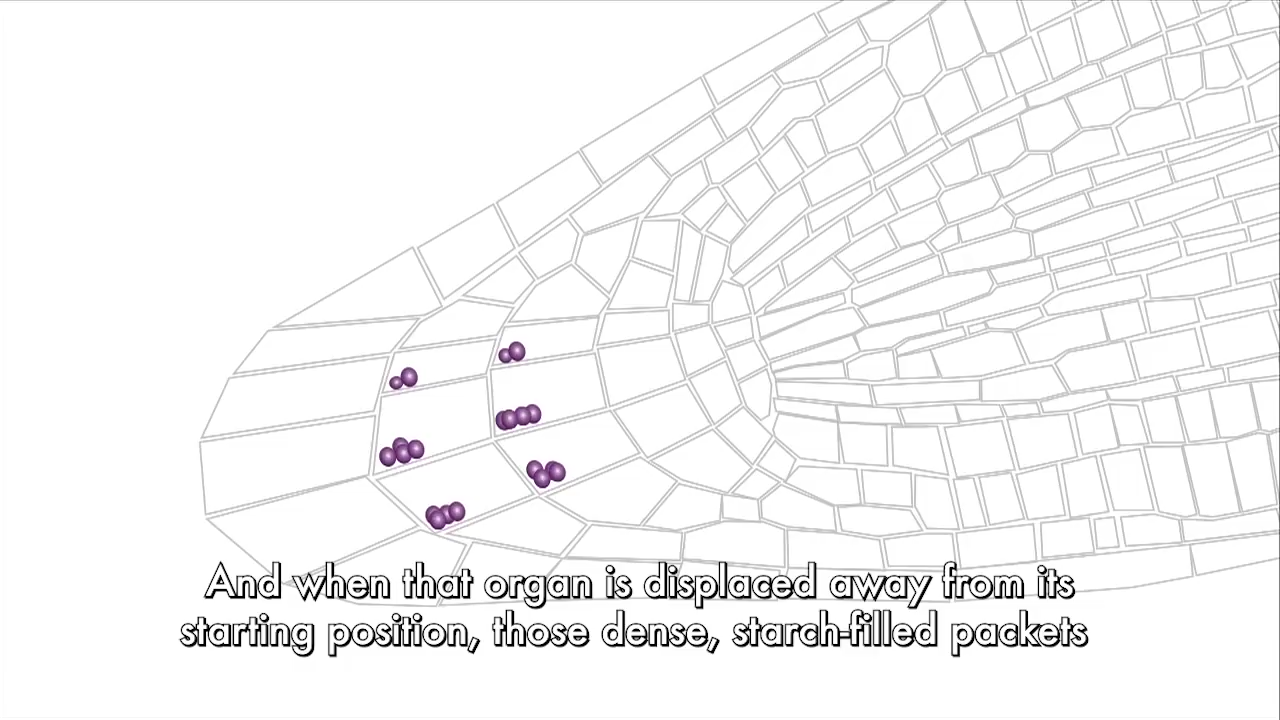 And when that organ is displaced away from its
starting position, those dense, starch-filled packets